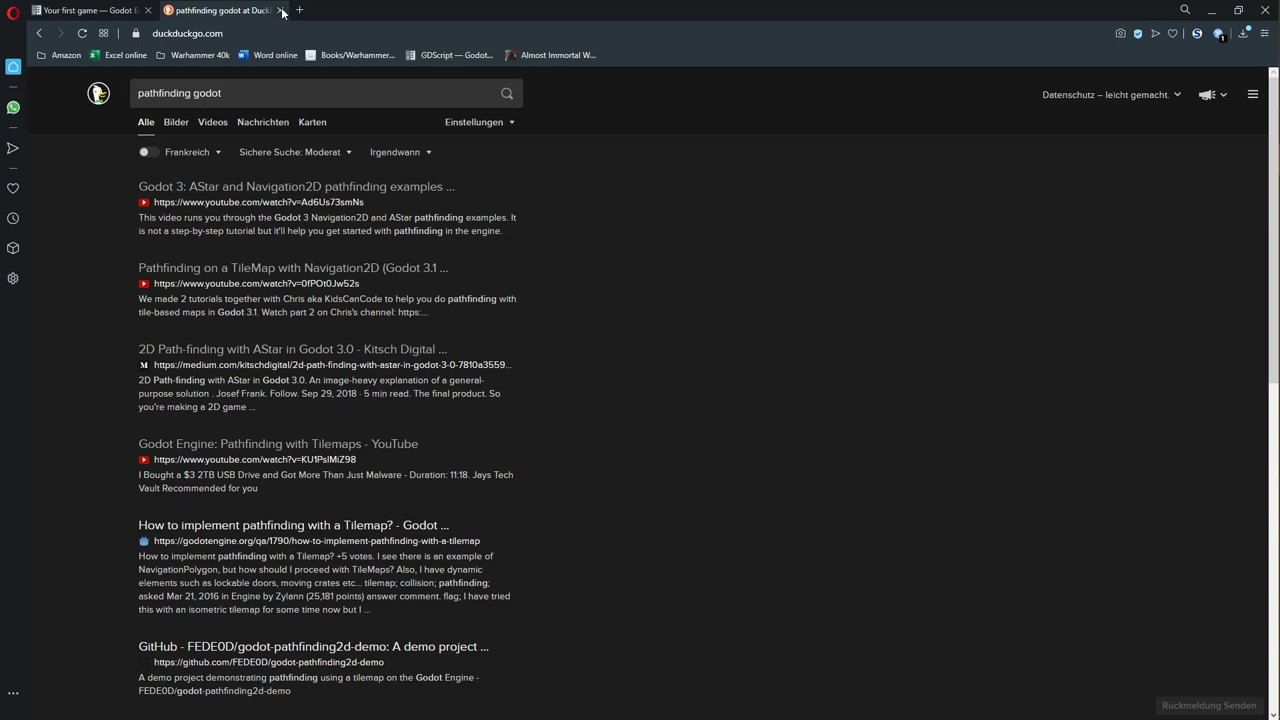 Your first game — Godot E
pathfinding godot at Duck
duckduckgo.com
1
Amazon
Excel online
Warhammer 40k
Word online
Books/Warhammer...
GDScript — Godot...
Almost Immortal W...
pathfinding godot
Datenschutz – leicht gemacht.
Alle
Bilder
Videos
Nachrichten
Karten
Einstellungen
Frankreich
Sichere Suche: Moderat
Irgendwann
Godot 3: AStar and Navigation2D pathfinding examples ...
https://www.youtube.com/watch?v=Ad6Us73smNs
This video runs you through the Godot 3 Navigation2D and AStar pathfinding examples. It
is not a step-by-step tutorial but it'll help you get started with pathfinding in the engine.
Pathfinding on a TileMap with Navigation2D (Godot 3.1 ...
https://www.youtube.com/watch?v=0fPOt0Jw52s
We made 2 tutorials together with Chris aka KidsCanCode to help you do pathfinding with
tile-based maps in Godot 3.1. Watch part 2 on Chris's channel: https:...
2D Path-finding with AStar in Godot 3.0 - Kitsch Digital ...
M https://medium.com/kitschdigital/2d-path-finding-with-astar-in-godot-3-0-7810a3559...
2D Path-finding with AStar in Godot 3.0. An image-heavy explanation of a general-
purpose solution . Josef Frank. Follow. Sep 29, 2018 · 5 min read. The final product. So
you're making a 2D game ...
Godot Engine: Pathfinding with Tilemaps - YouTube
https://www.youtube.com/watch?v=KU1PslMiZ98
I Bought a $3 2TB USB Drive and Got More Than Just Malware - Duration: 11:18. Jays Tech
Vault Recommended for you
How to implement pathfinding with a Tilemap? - Godot ...
https://godotengine.org/qa/1790/how-to-implement-pathfinding-with-a-tilemap
How to implement pathfinding with a Tilemap? +5 votes. I see there is an example of
NavigationPolygon, but how should I proceed with TileMaps? Also, I have dynamic
elements such as lockable doors, moving crates etc... tilemap; collision; pathfinding;
asked Mar 21, 2016 in Engine by Zylann (25,181 points) answer comment. flag; I have tried
this with an isometric tilemap for some time now but I ...
GitHub - FEDE0D/godot-pathfinding2d-demo: A demo project ...
https://github.com/FEDE0D/godot-pathfinding2d-demo
A demo project demonstrating pathfinding using a tilemap on the Godot Engine -
FEDE0D/godot-pathfinding2d-demo
Rückmeldung Senden